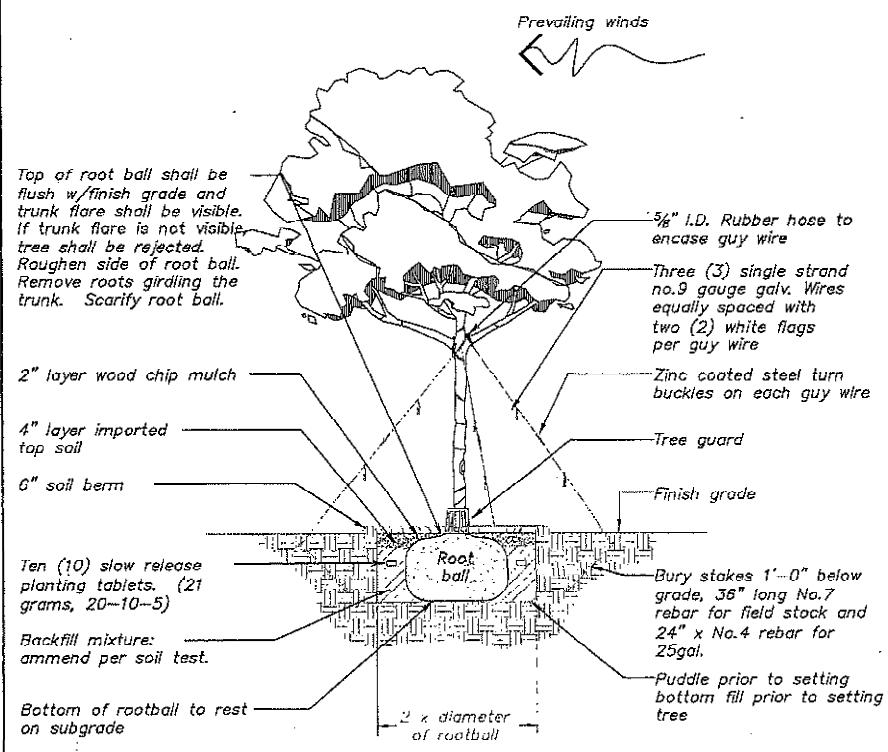 Prevailing winds
Top of root ball shall be
flush w/finish grade and
trunk flare shall be visible.
If trunk flare is not visible
tree shall be rejected.
Roughen side of root ball.
Remove roots girdling the
trunk. Scarify root ball.
2" layer wood chip mulch
4" layer imported
top soil
6" soil berm
Ten (10) slow release
planting tablets. (21
grams, 20-10-5)
Backfill mixture:
ammend per soil test.
Bottom of rootball to rest
on subgrade
5/8" I.D. Rubber hose to
encase guy wire
Three (3) single strand
no.9 gauge galv. Wires
equally spaced with
two (2) white flags
per guy wire
Zinc coated steel turn
buckles on each guy wire
Tree guard
Finish grade
Root
ball
Bury stakes 1'-0" below
grade, 36" long No.7
rebar for field stock and
24" x No.4 rebar for
25gal.
Puddle prior to setting
bottom fill prior to setting
tree
2 x diameter
of rootball